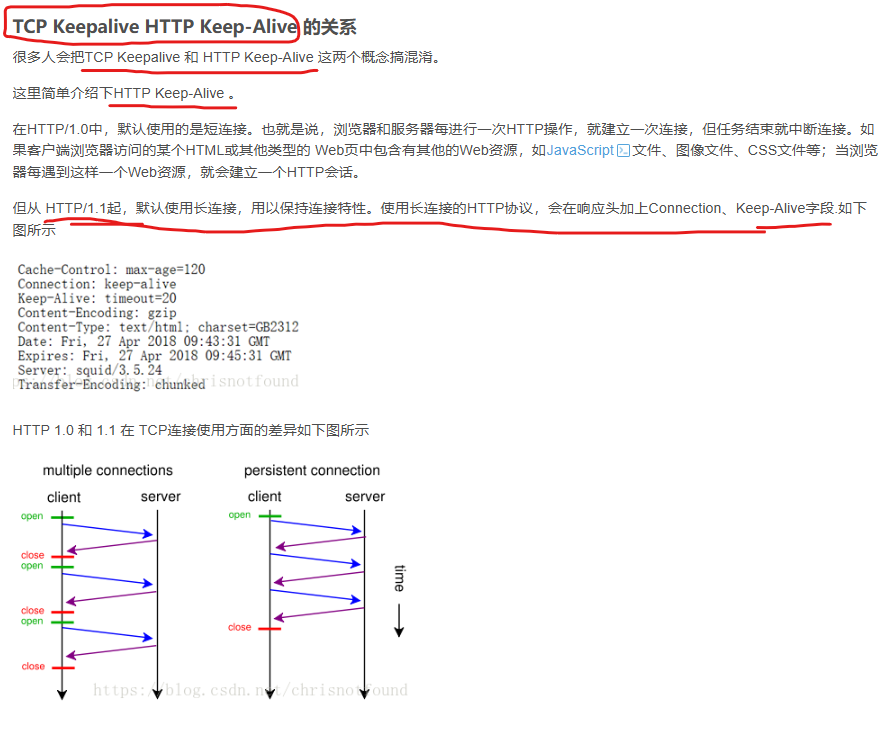 TCP Keepalive HTTP Keep-Alive 的关系
很多人会把TCP Keepalive 和 HTTP Keep-Alive 这两个概念搞混淆。
这里简单介绍下HTTP Keep-Alive 。
在HTTP/1.0中，默认使用的是短连接。也就是说，浏览器和服务器每进行一次HTTP操作，就建立一次连接，但任务结束就中断连接。如
果客户端浏览器访问的某个HTML或其他类型的 Web页中包含有其他的Web资源，如JavaScript文件、图像文件、CSS文件等；当浏览
器每遇到这样一个Web资源，就会建立一个HTTP会话。
但从 HTTP/1.1起，默认使用长连接，用以保持连接特性。使用长连接的HTTP协议，会在响应头加上Connection、Keep-Alive字段.如下
图所示
Cache-Control: max-age=120
Connection: keep-alive
Keep-Alive: timeout=20
Content-Encoding: gzip
Content-Type: text/html; charset=GB2312
Date: Fri, 27 Apr 2018 09:43:31 GMT
Expires: Fri, 27 Apr 2018 09:45:31 GMT
Server: squid/3.5.24
Transfer-Encoding: chunked
HTTP 1.0 和 1.1 在 TCP连接使用方面的差异如下图所示
multiple connections
client server
open
close
open
close
open
close
persistent connection
client server
open
close
time
https://blog.csdn.net/chrisnotfound